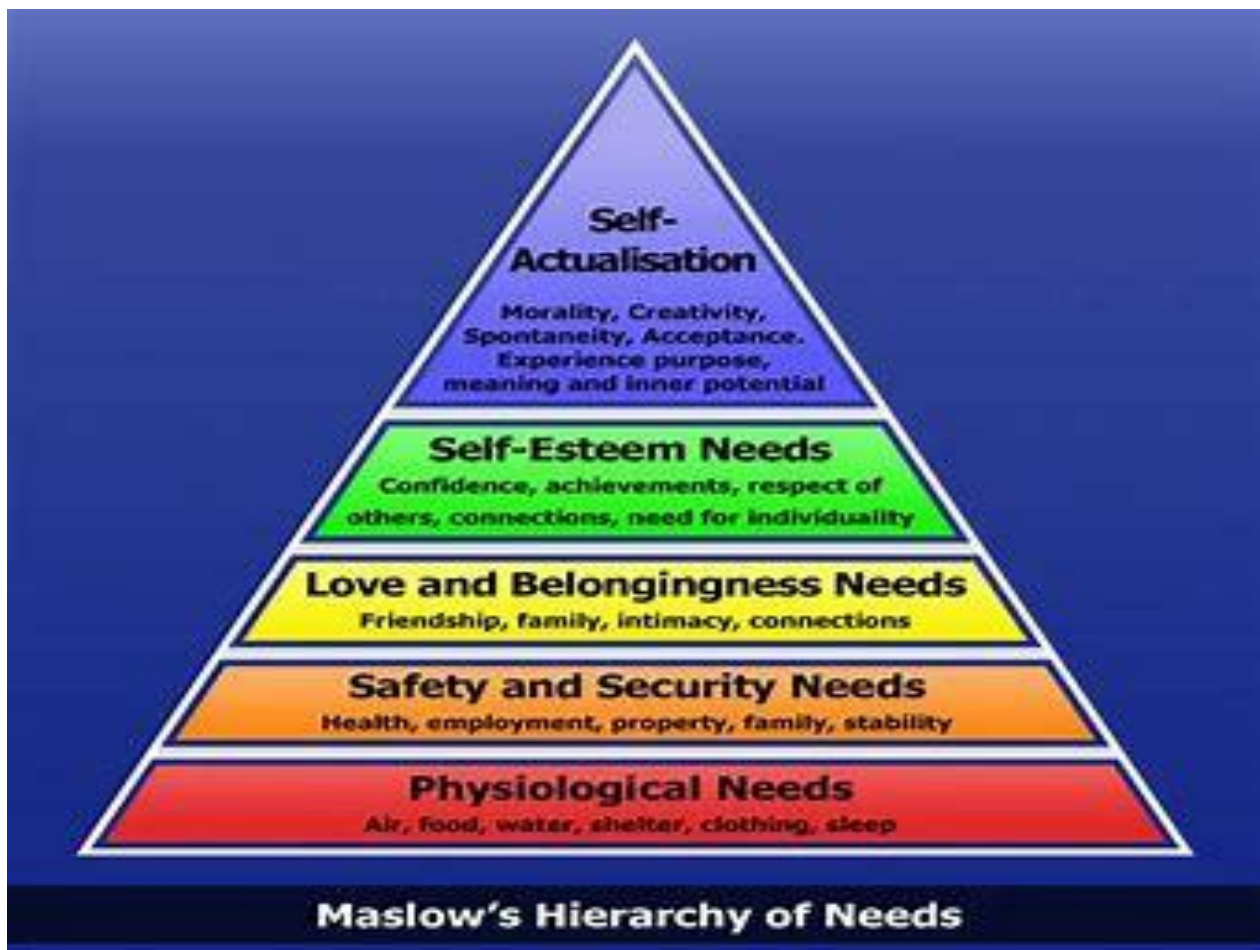 Self-
Actualisation
Morality, Creativity,
Spontaneity, Acceptance.
Experience purpose,
meaning and inner potential
Self-Esteem Needs
Confidence, achievements, respect of
others, connections, need for individuality
Love and Belongingness Needs
Friendship, family, intimacy, connections
Safety and Security Needs
Health, employment, property, family, stability
Physiological Needs
Air, food, water, shelter, clothing, sleep
Maslow's Hierarchy of Needs